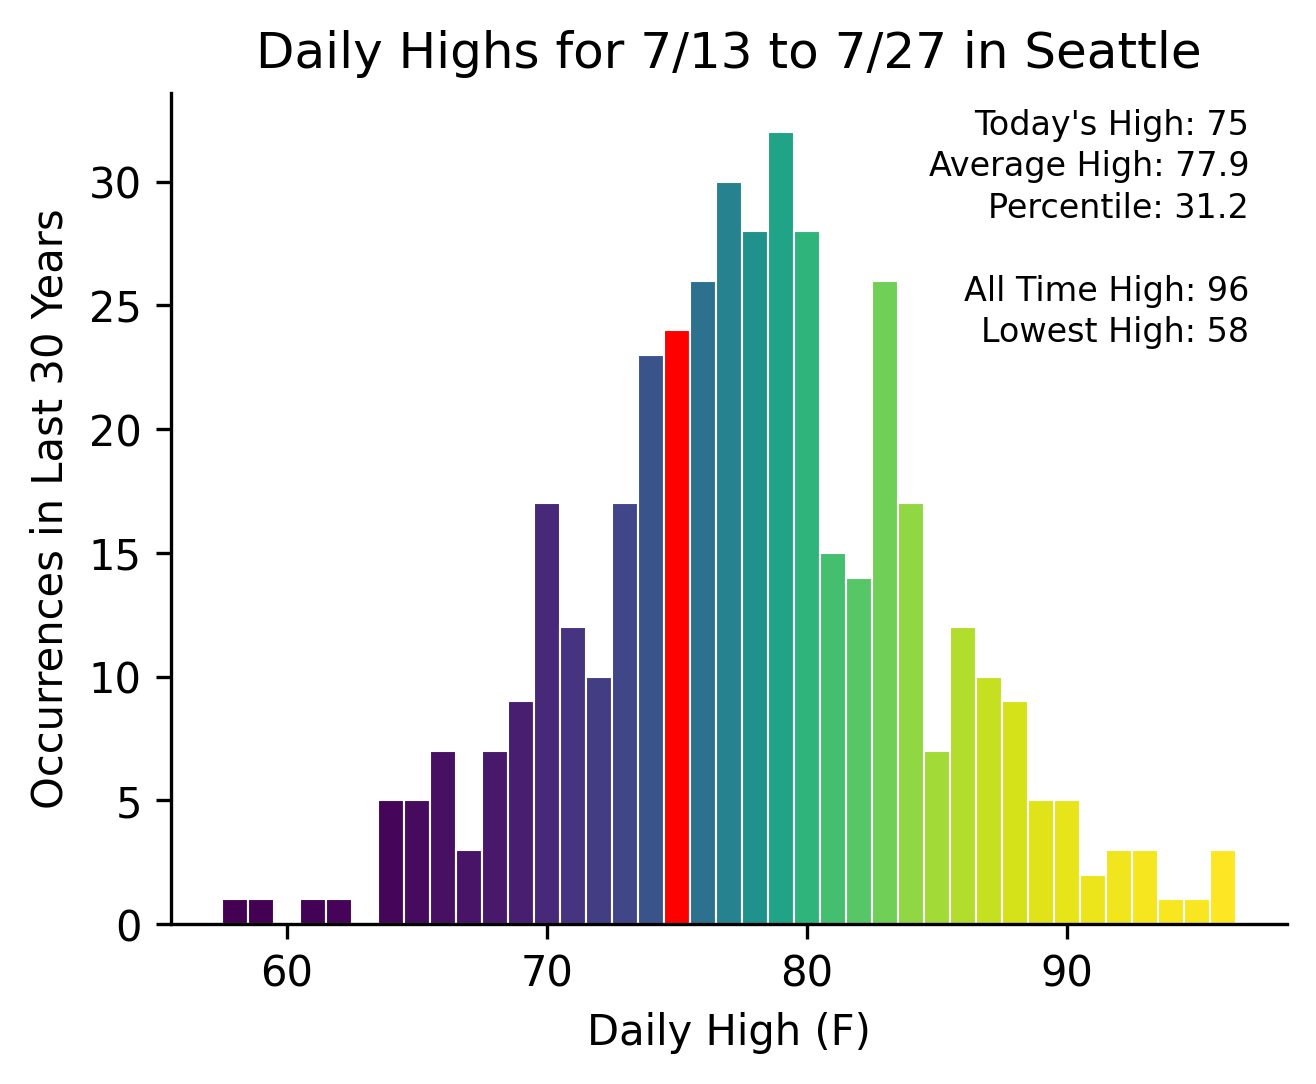 Daily Highs for 7/13 to 7/27 in Seattle
Today's High: 75
Average High: 77.9
Percentile: 31.2
All Time High: 96
Lowest High: 58
Occurrences in Last 30 Years
30
25
20
15
10
5
0
60 70 80 90
Daily High (F)